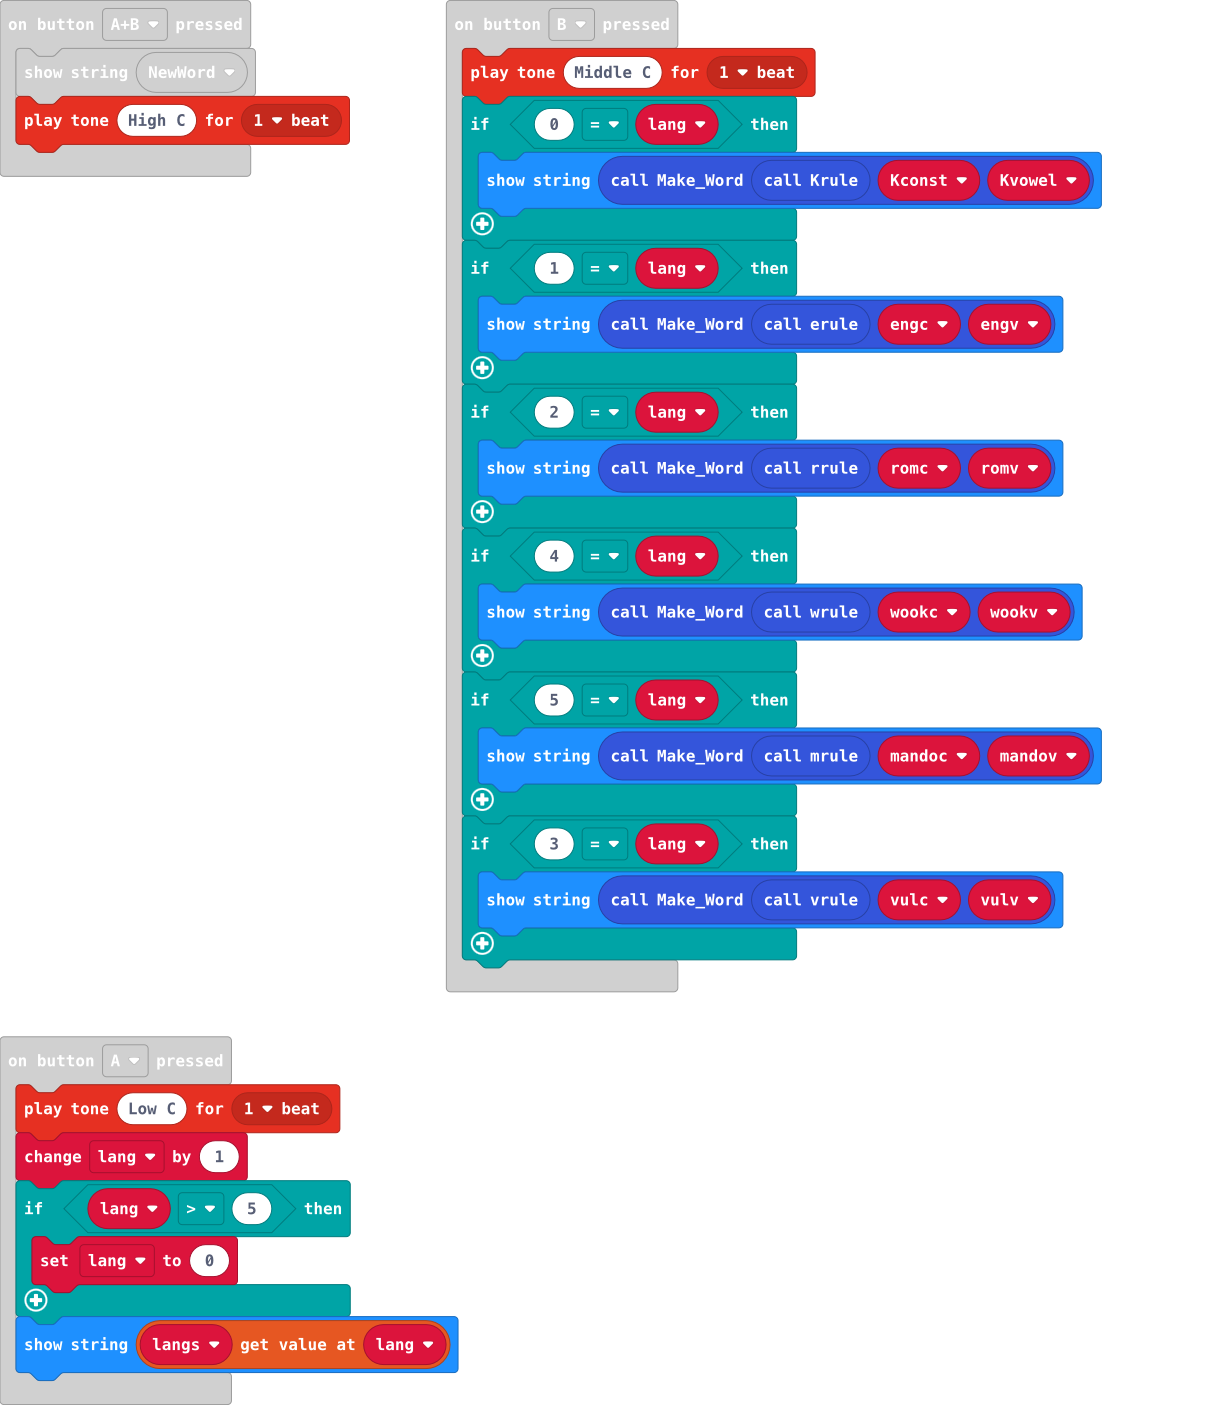 on button A+B pressed
show string NewWord
play tone High C for 1 beat
on button B pressed
play tone Middle C for 1 beat
if 0 = lang then
show string call Make_Word call Krule Kconst Kvowel
if 1 = lang then
show string call Make_Word call erule engc engv
if 2 = lang then
show string call Make_Word call rrule romc romv
if 4 = lang then
show string call Make_Word call wrule wookc wookv
if 5 = lang then
show string call Make_Word call mrule mandoc mandov
if 3 = lang then
show string call Make_Word call vrule vulc vulv
on button A pressed
play tone Low C for 1 beat
change lang by 1
if lang > 5 then
set lang to 0
show string langs get value at lang